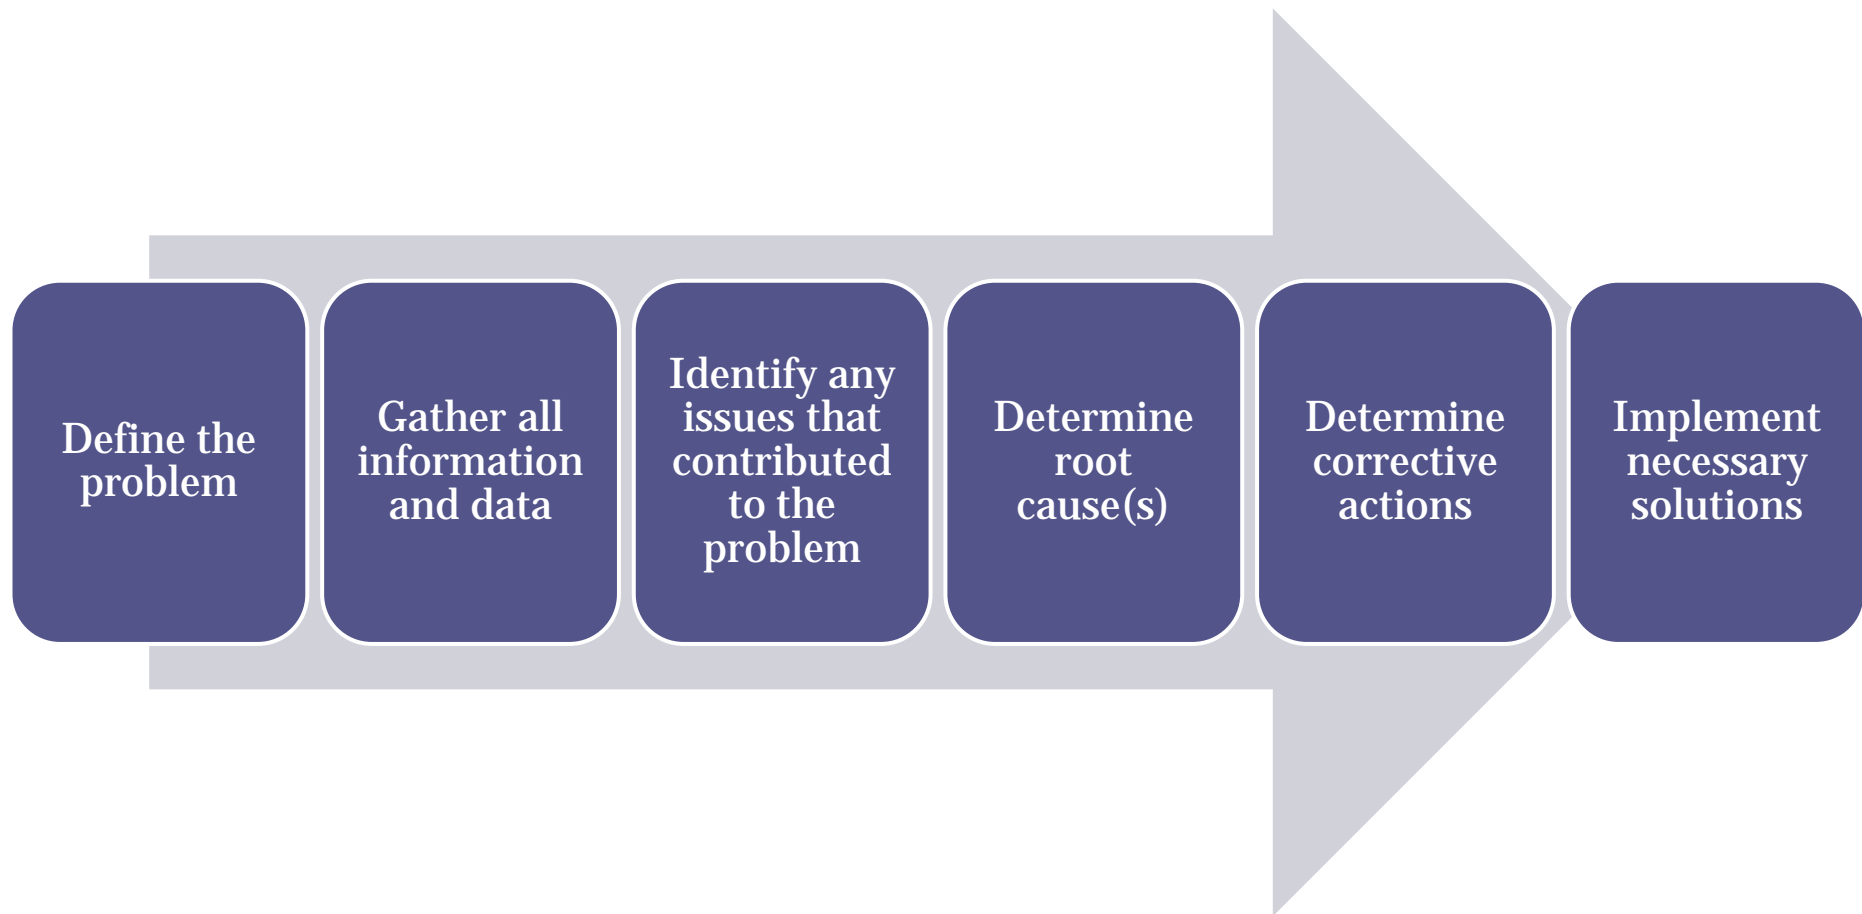 Define the
problem
Gather all
information
and data
Identify any
issues that
contributed
to the
problem
Determine
root
cause(s)
Determine
corrective
actions
Implement
necessary
solutions